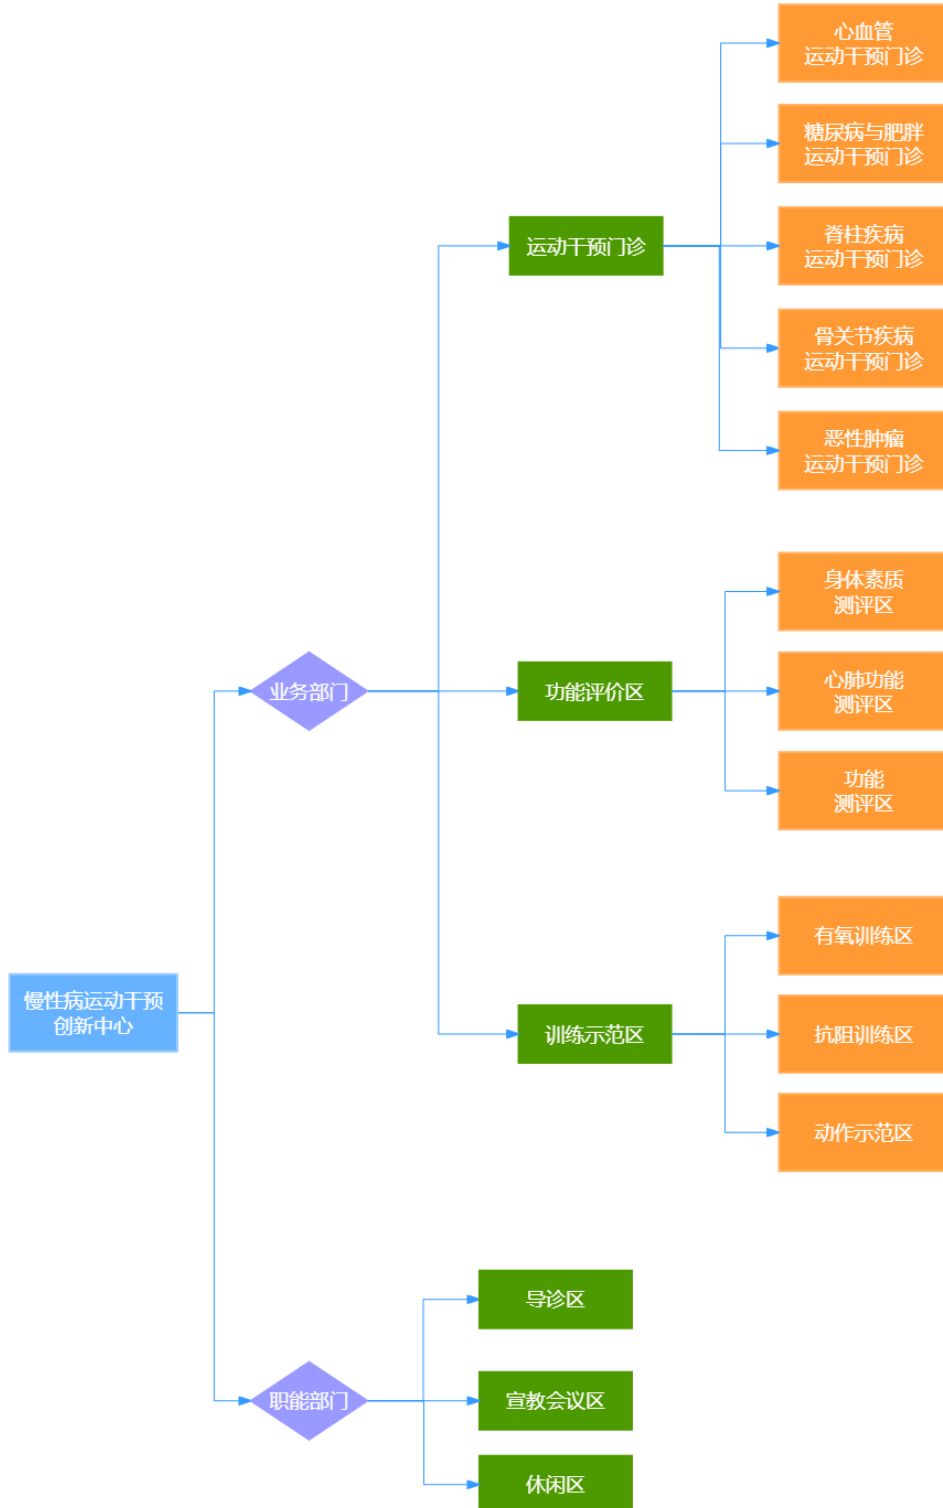 心血管
运动干预门诊
糖尿病与肥胖
运动干预门诊
运动干预门诊
脊柱疾病
运动干预门诊
骨关节疾病
运动干预门诊
恶性肿瘤
运动干预门诊
业务部门
功能评价区
身体素质
测评区
心肺功能
测评区
功能
测评区
慢性病运动干预
创新中心
训练示范区
有氧训练区
抗阻训练区
动作示范区
职能部门
导诊区
宣教会议区
休闲区